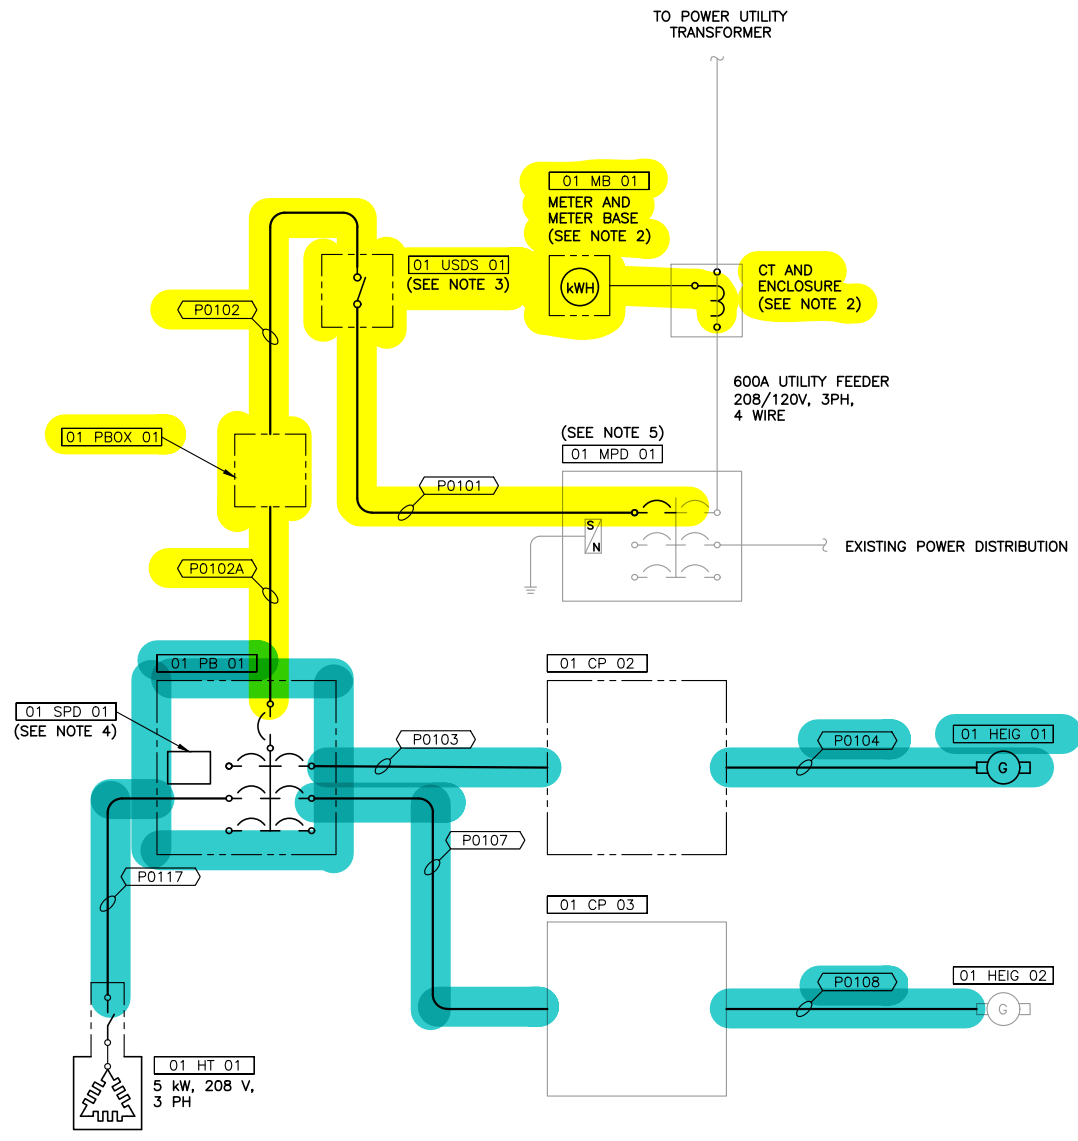 TO POWER UTILITY
TRANSFORMER
01 MB 01
METER AND
METER BASE
(SEE NOTE 2)
kWH
CT AND
ENCLOSURE
(SEE NOTE 2)
01 USDS 01
(SEE NOTE 3)
P0102
600A UTILITY FEEDER
208/120V, 3PH,
4 WIRE
01 PBOX 01
(SEE NOTE 5)
01 MPD 01
P0101
S
N
EXISTING POWER DISTRIBUTION
P0102A
01 PB 01
01 CP 02
01 SPD 01
(SEE NOTE 4)
P0103
P0104
01 HEIG 01
G
P0107
P0117
01 CP 03
P0108
01 HEIG 02
G
01 HT 01
5 kW, 208 V,
3 PH